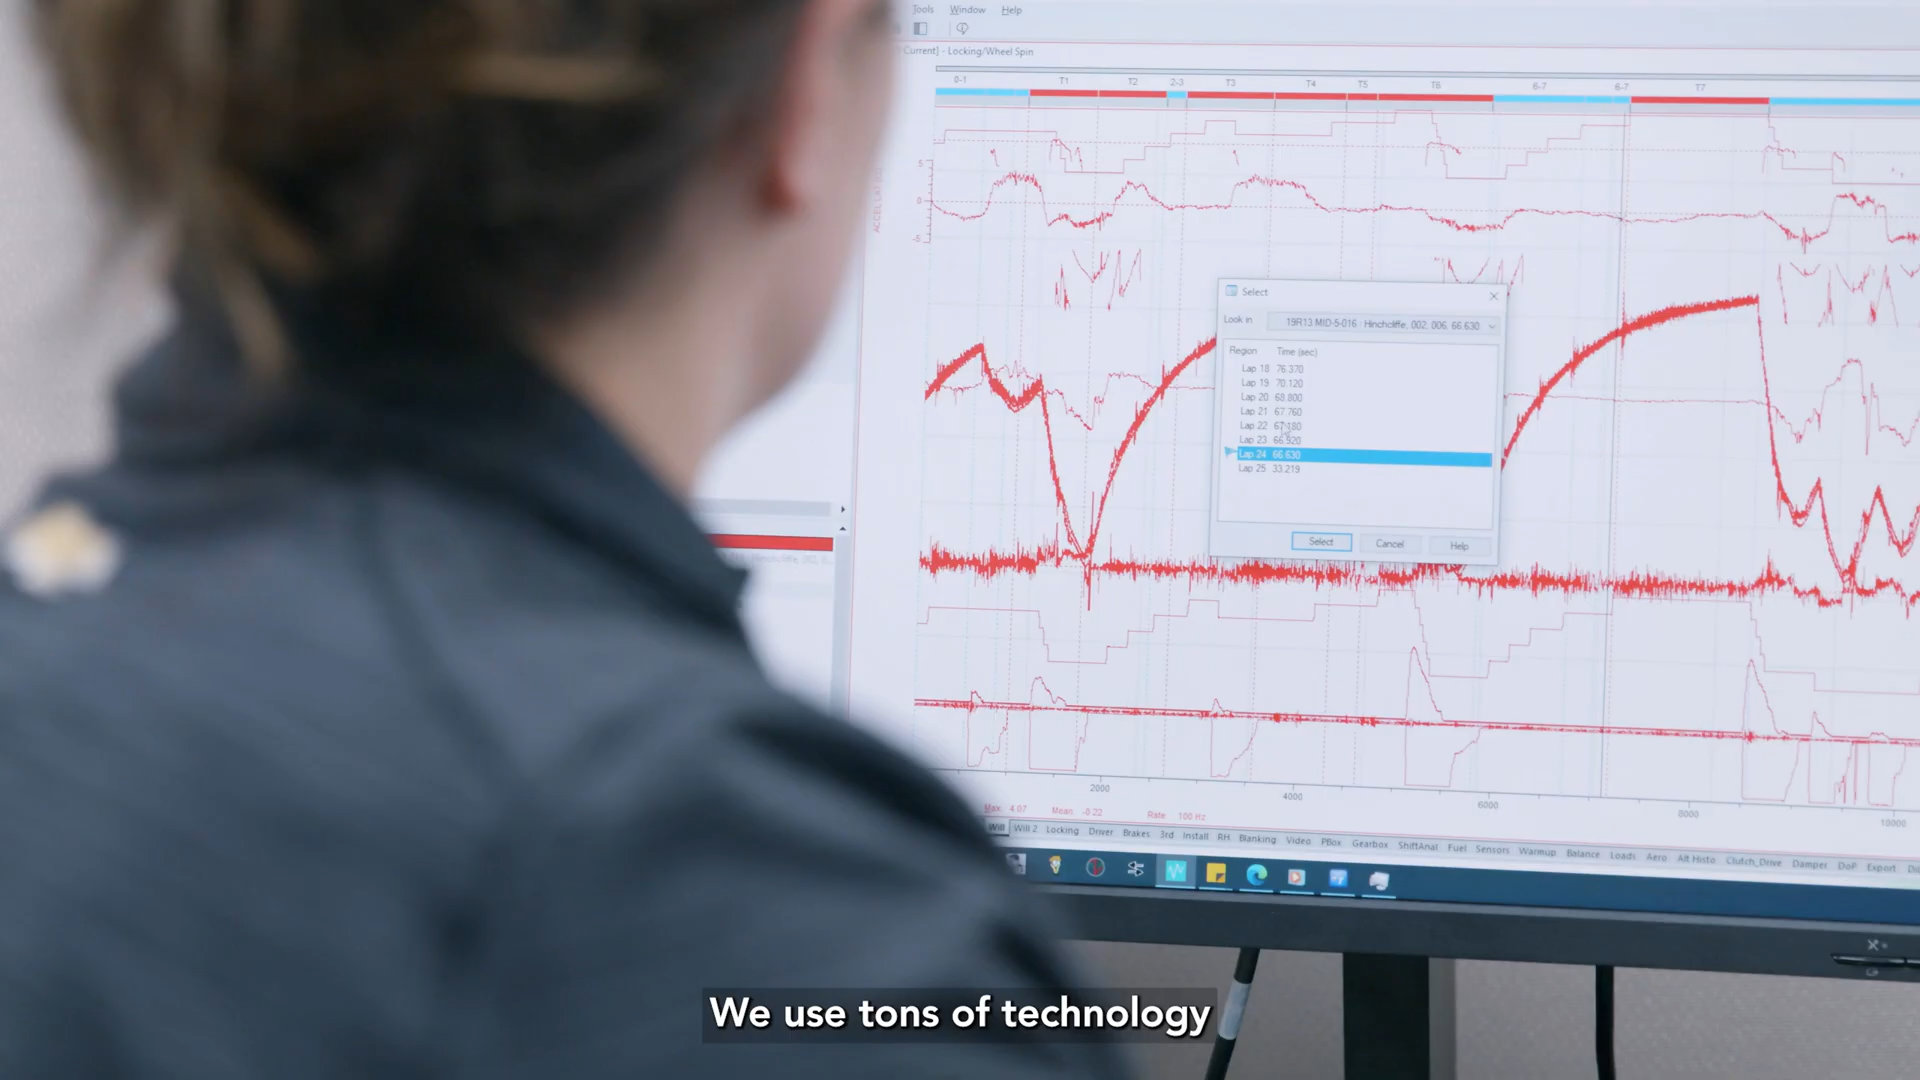 Tools Window Help
Current] - Locking/Wheel Spin
0-1 T1 T2 2-3 T3 T4 T5 T6 6-7 6-7 T7
5
0
-5
ACCEL LAT
Select
Look in 19R13 MID-5-016 : Hinchcliffe, 002, 006, 66.630
Region Time (sec)
Lap 18 76.370
Lap 19 70.120
Lap 20 68.800
Lap 21 67.760
Lap 22 67.180
Lap 23 66.920
Lap 24 66.630
Lap 25 33.219
Select Cancel Help
2000 4000 6000 8000 10000
Max: 4.07 Mean -0.22 Rate 100 Hz
Will Will 2 Locking Driver Brakes 3rd Install RH Blanking Video PBox Gearbox ShiftAnal Fuel Sensors Warmup Balance Loads Aero Alt Histo Clutch_Drive Damper DoP Export
We use tons of technology